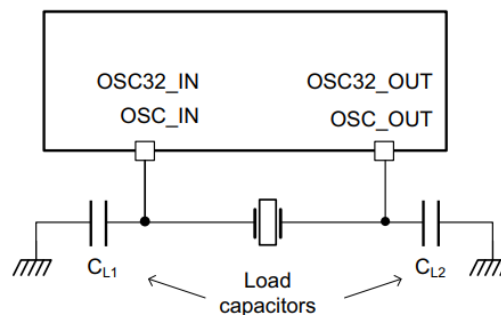 OSC32_IN
OSC32_OUT
OSC_IN
OSC_OUT
CL1
Load
capacitors
CL2